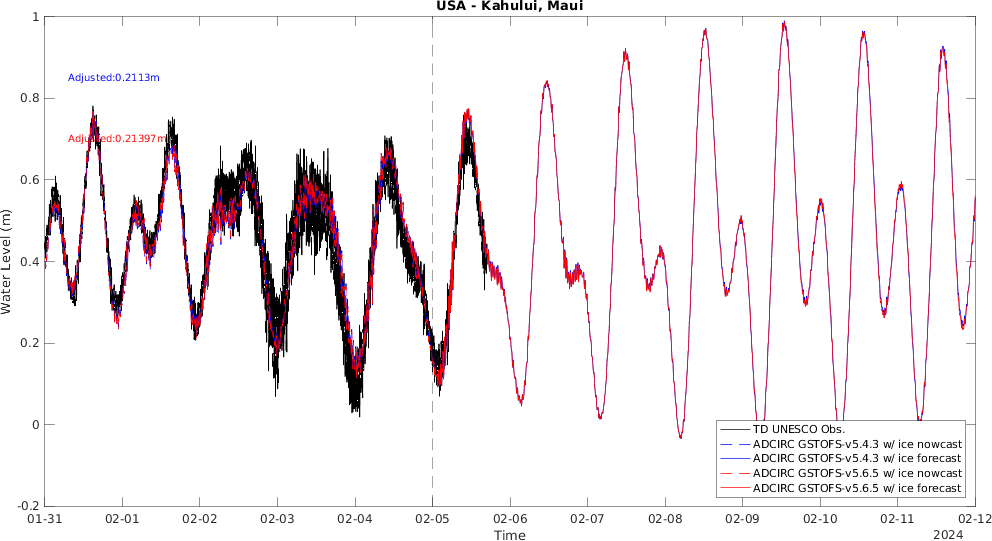 USA - Kahului, Maui
1
Adjusted:0.2113m
0.8
Adjusted:0.21397m
0.6
0.4
0.2
0
-0.2
Water Level (m)
TD UNESCO Obs.
ADCIRC GSTOFS-v5.4.3 w/ ice nowcast
ADCIRC GSTOFS-v5.4.3 w/ ice forecast
ADCIRC GSTOFS-v5.6.5 w/ ice nowcast
ADCIRC GSTOFS-v5.6.5 w/ ice forecast
01-31 02-01 02-02 02-03 02-04 02-05 02-06 02-07 02-08 02-09 02-10 02-11 02-12
Time
2024